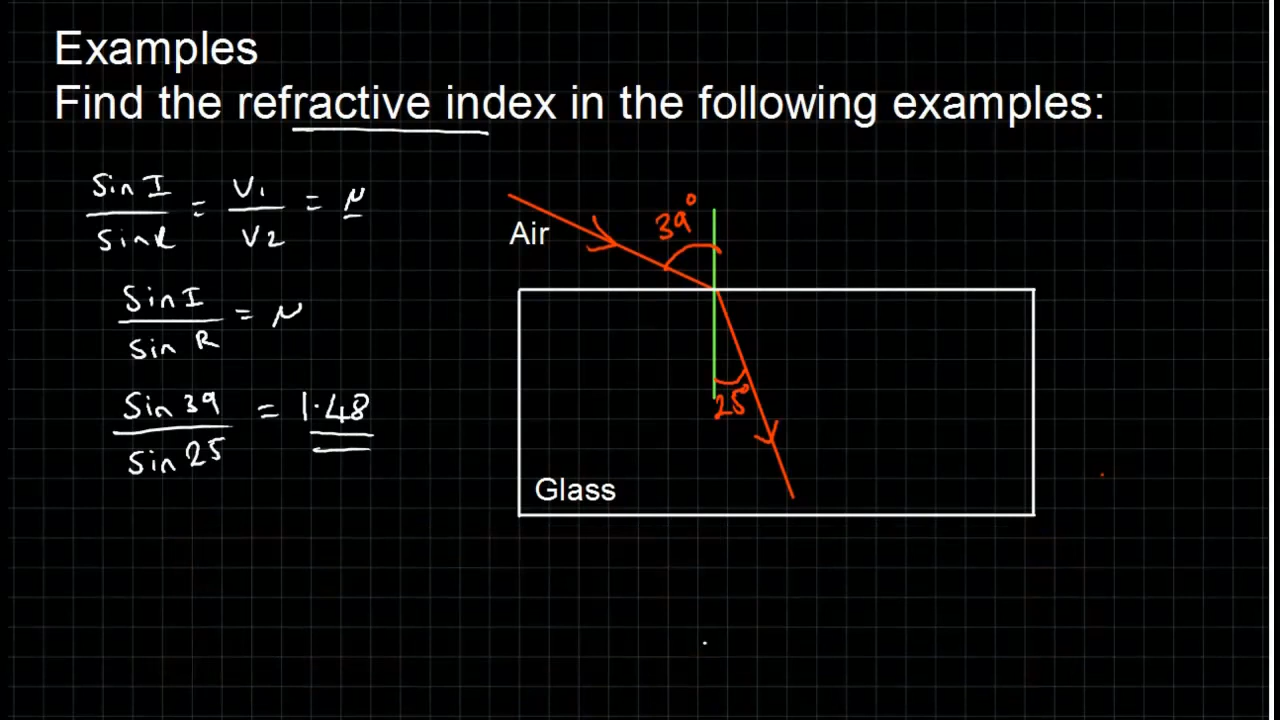 Examples
Find the refractive index in the following examples:
Sin I / Sin R = V1 / V2 = μ
Sin I / Sin R = μ
Sin 39 / Sin 25 = 1.48
39°
Air
25°
Glass